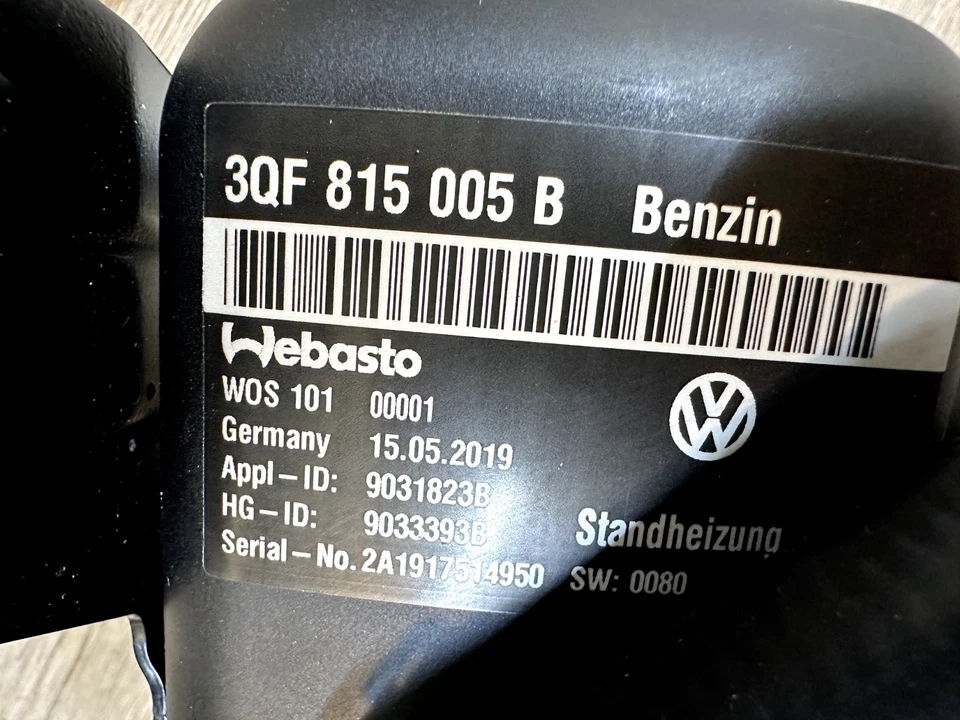 3QF 815 005 B Benzin
Webasto
WOS 101 00001
Germany 15.05.2019
Appl-ID: 9031823B
HG-ID: 9033393B
Standheizung
Serial-No. 2A1917514950
SW: 0080